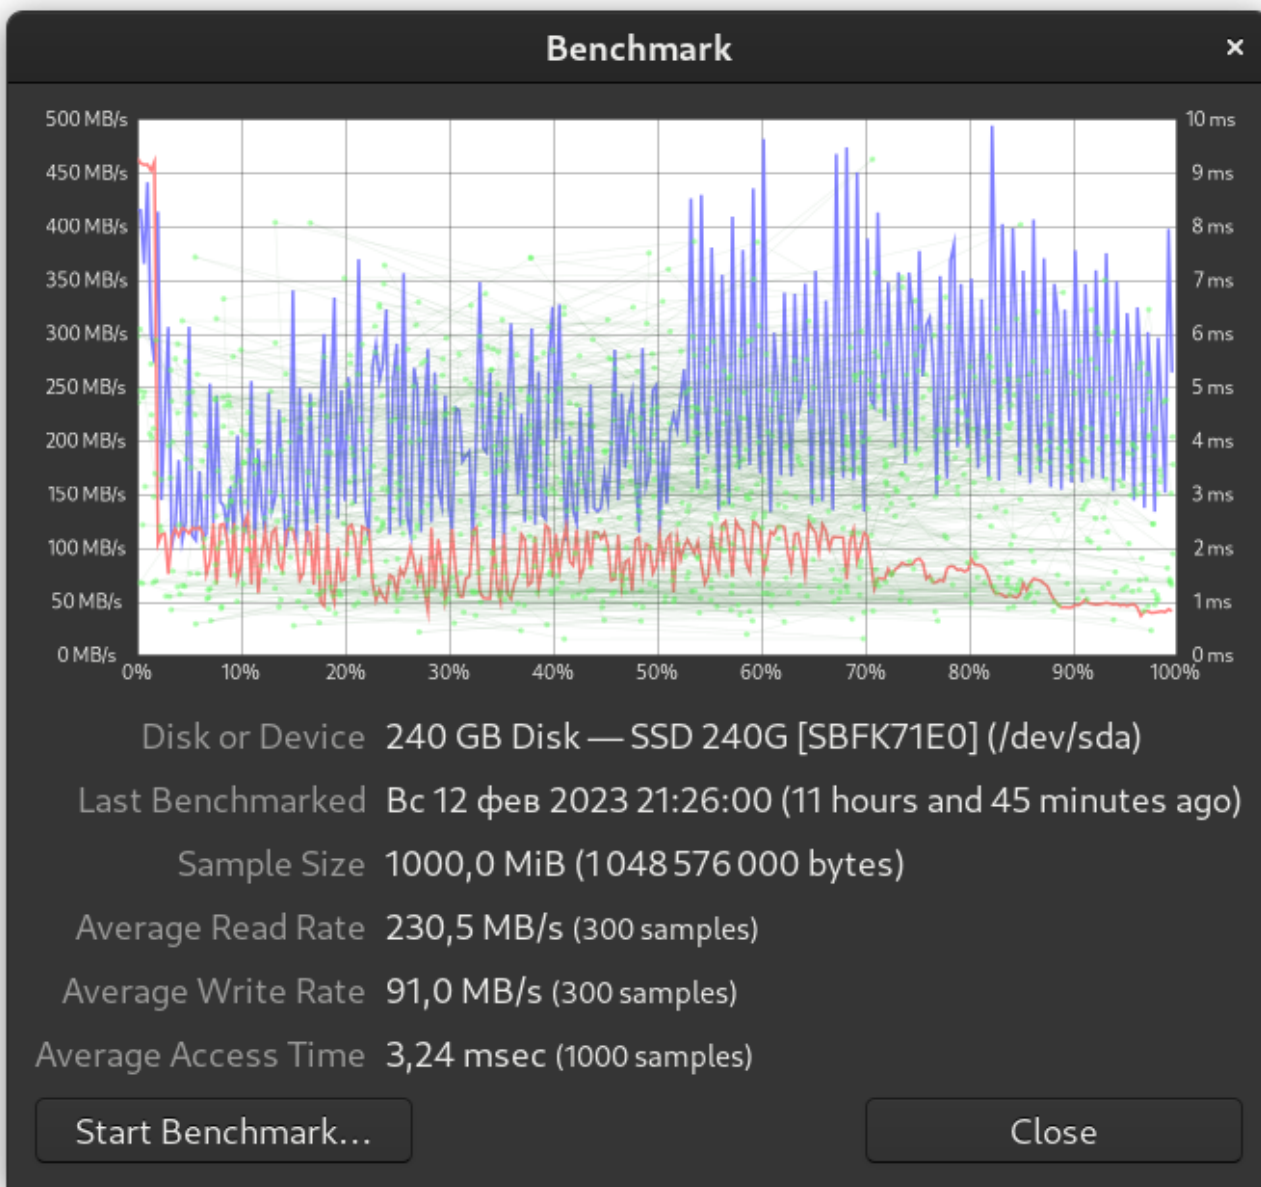 Benchmark ×
500 MB/s 10 ms
450 MB/s 9 ms
400 MB/s 8 ms
350 MB/s 7 ms
300 MB/s 6 ms
250 MB/s 5 ms
200 MB/s 4 ms
150 MB/s 3 ms
100 MB/s 2 ms
50 MB/s 1 ms
0 MB/s 0 ms
0% 10% 20% 30% 40% 50% 60% 70% 80% 90% 100%
Disk or Device 240 GB Disk — SSD 240G [SBFK71E0] (/dev/sda)
Last Benchmarked Вс 12 фев 2023 21:26:00 (11 hours and 45 minutes ago)
Sample Size 1000,0 MiB (1 048 576 000 bytes)
Average Read Rate 230,5 MB/s (300 samples)
Average Write Rate 91,0 MB/s (300 samples)
Average Access Time 3,24 msec (1000 samples)
Start Benchmark... Close